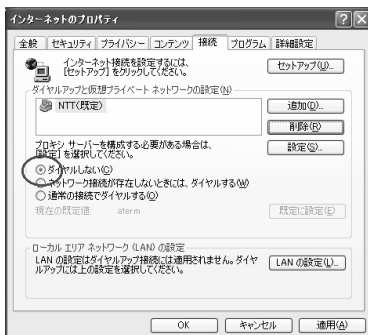 インターネットのプロパティ
全般 セキュリティ プライバシー コンテンツ 接続 プログラム 詳細設定
インターネット接続を設定するには、
[セットアップ] をクリックしてください。
セットアップ(U)...
ダイヤルアップと仮想プライベート ネットワークの設定(N)
NTT(既定)
追加(D)...
削除(R)
プロキシ サーバーを構成する必要がある場合は、
[設定] を選択してください。
設定(S)...
ダイヤルしない(C)
ネットワーク接続が存在しないときには、ダイヤルする(W)
通常の接続でダイヤルする(O)
現在の既定値: aterm
既定に設定(E)
ローカル エリア ネットワーク (LAN) の設定
LAN の設定はダイヤルアップ接続には適用されません。ダイヤ
ルアップには上の設定を選択してください。
LAN の設定(L)...
OK キャンセル 適用(A)